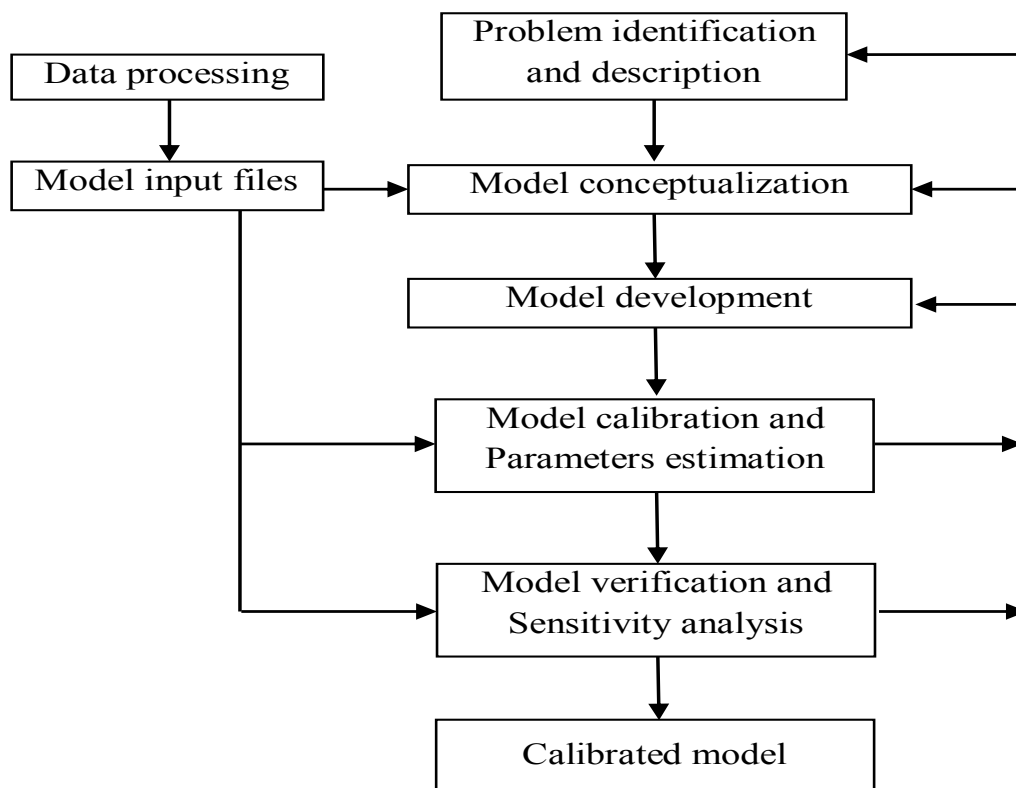 Problem identification
and description
Data processing
Model input files
Model conceptualization
Model development
Model calibration and
Parameters estimation
Model verification and
Sensitivity analysis
Calibrated model